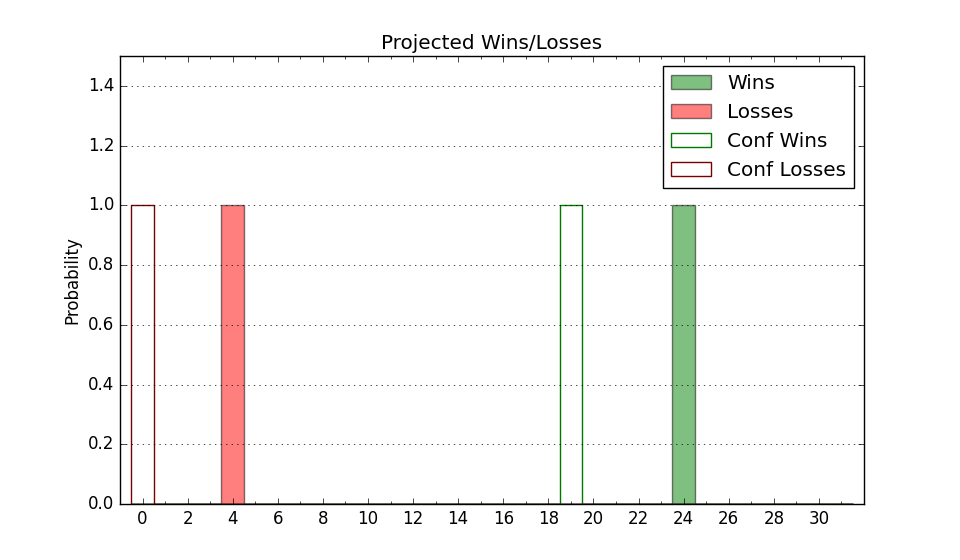 Projected Wins/Losses
Wins
Losses
Conf Wins
Conf Losses
Probability
1.4
1.2
1.0
0.8
0.6
0.4
0.2
0.0
0 2 4 6 8 10 12 14 16 18 20 22 24 26 28 30